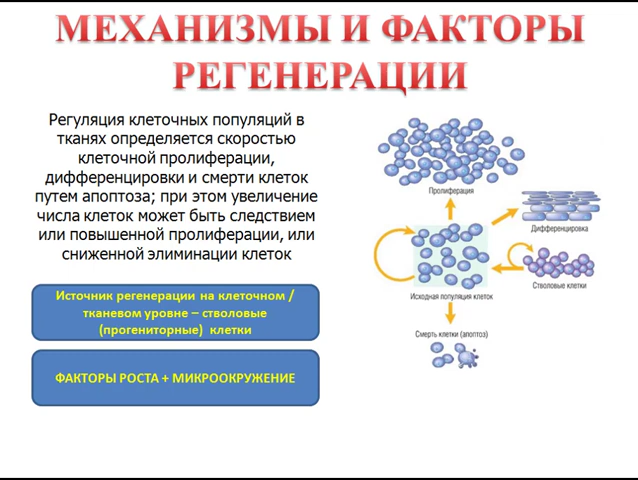 МЕХАНИЗМЫ И ФАКТОРЫ
РЕГЕНЕРАЦИИ
Регуляция клеточных популяций в
тканях определяется скоростью
клеточной пролиферации,
дифференцировки и смерти клеток
путем апоптоза; при этом увеличение
числа клеток может быть следствием
или повышенной пролиферации, или
сниженной элиминации клеток
Источник регенерации на клеточном /
тканевом уровне – стволовые
(прогениторные) клетки
ФАКТОРЫ РОСТА + МИКРООКРУЖЕНИЕ
Пролиферация
Дифференцировка
Стволовые клетки
Исходная популяция клеток
Смерть клетки (апоптоз)